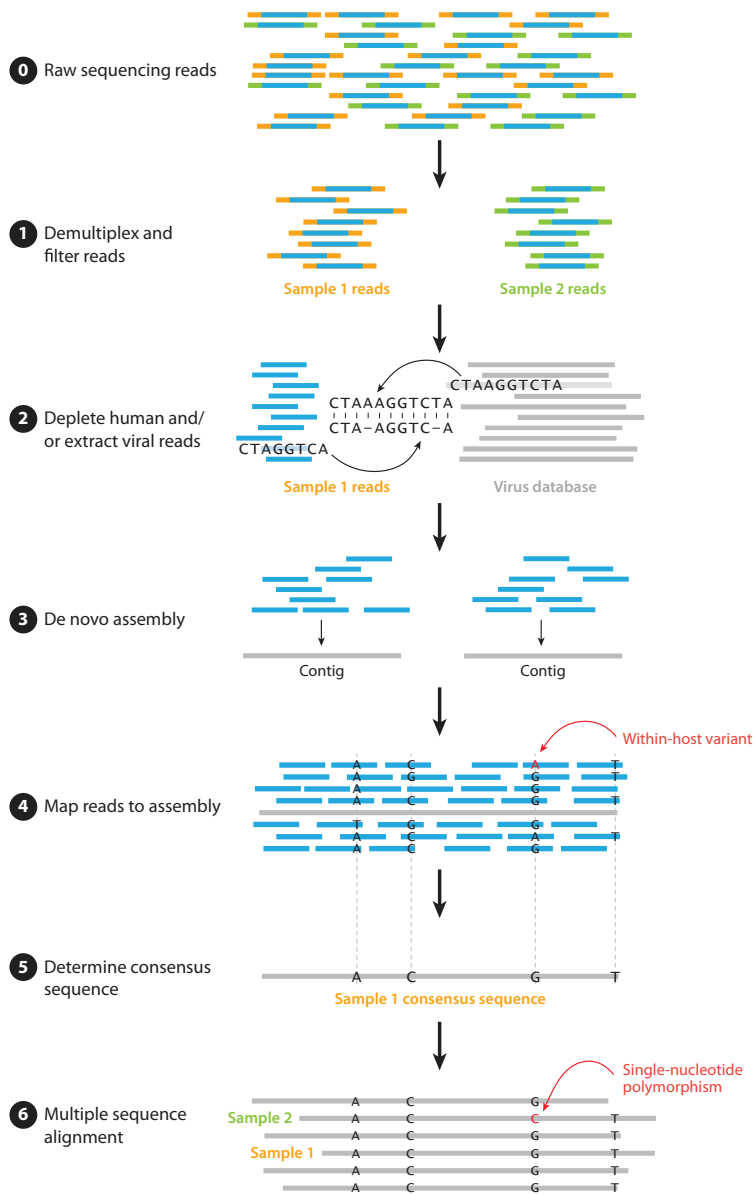 0 Raw sequencing reads
1 Demultiplex and
filter reads
Sample 1 reads
Sample 2 reads
2 Deplete human and/
or extract viral reads
CTAAGGTCTA
CTAAAGGTCTA
CTA–AGGTC–A
CTAGGTCA
Sample 1 reads
Virus database
3 De novo assembly
Contig
Contig
Within-host variant
4 Map reads to assembly
A C A T
A G G T
A G
A C G T
T G G
A C A T
A C G
5 Determine consensus
sequence
A C G T
Sample 1 consensus sequence
Single-nucleotide
polymorphism
6 Multiple sequence
alignment
A C G
Sample 2 A C C T
A C G T
Sample 1 A C G T
A C G T
A C G T